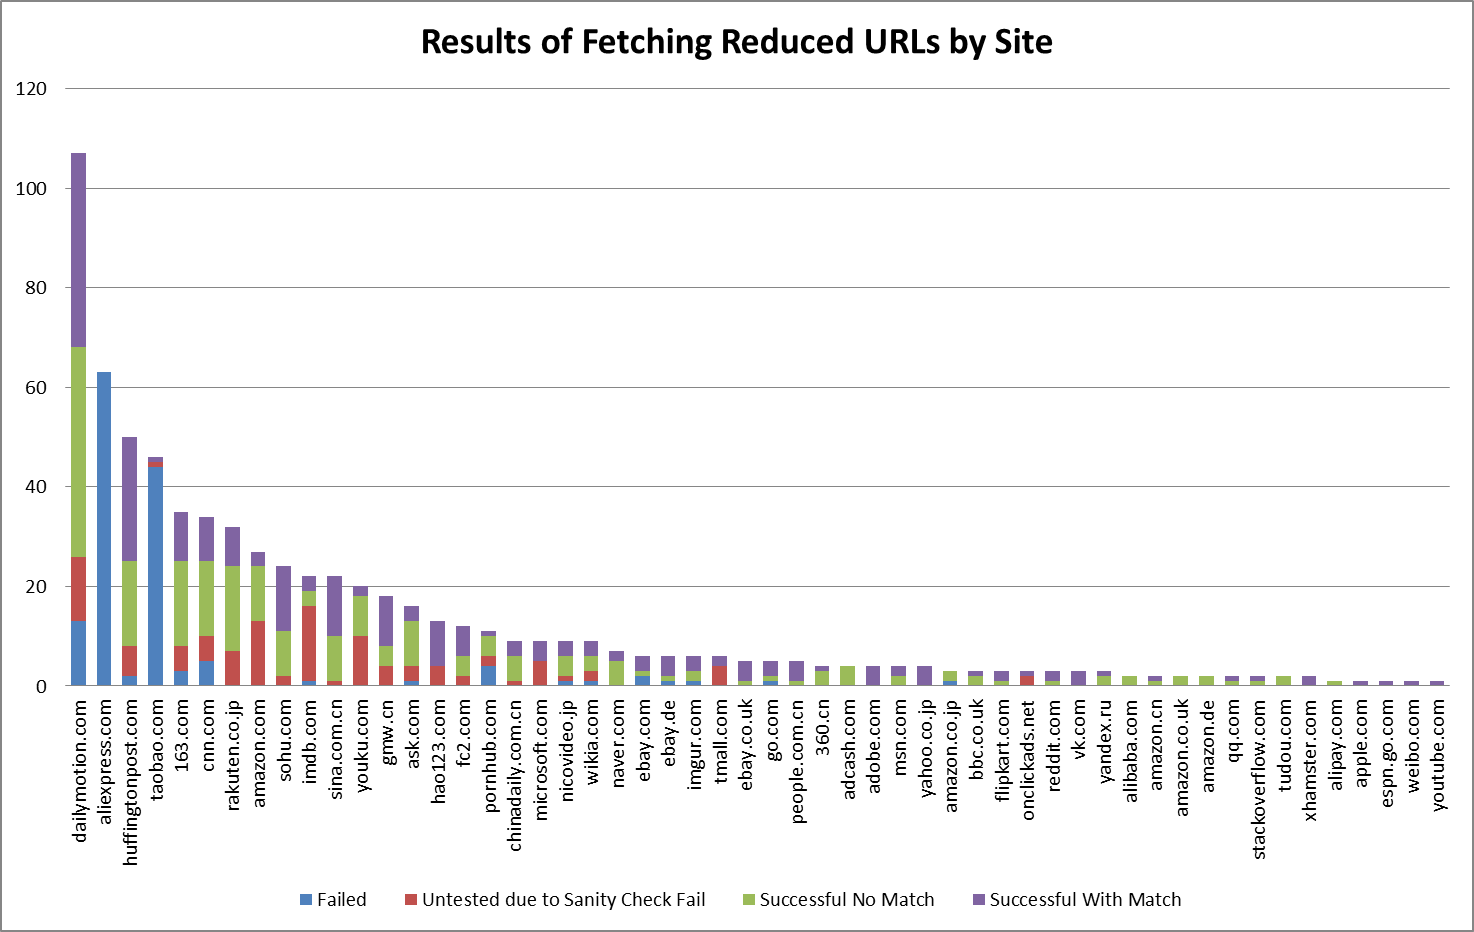 Results of Fetching Reduced URLs by Site
120
100
80
60
40
20
0
dailymotion.com
aliexpress.com
huffingtonpost.com
taobao.com
163.com
cnn.com
rakuten.co.jp
amazon.com
sohu.com
imdb.com
sina.com.cn
youku.com
gmw.cn
ask.com
hao123.com
fc2.com
pornhub.com
chinadaily.com.cn
microsoft.com
nicovideo.jp
wikia.com
naver.com
ebay.com
ebay.de
imgur.com
tmall.com
ebay.co.uk
go.com
people.com.cn
360.cn
adcash.com
adobe.com
msn.com
yahoo.co.jp
amazon.co.jp
bbc.co.uk
flipkart.com
onclickads.net
reddit.com
vk.com
yandex.ru
alibaba.com
amazon.cn
amazon.co.uk
amazon.de
qq.com
stackoverflow.com
tudou.com
xhamster.com
alipay.com
apple.com
espn.go.com
weibo.com
youtube.com
Failed
Untested due to Sanity Check Fail
Successful No Match
Successful With Match